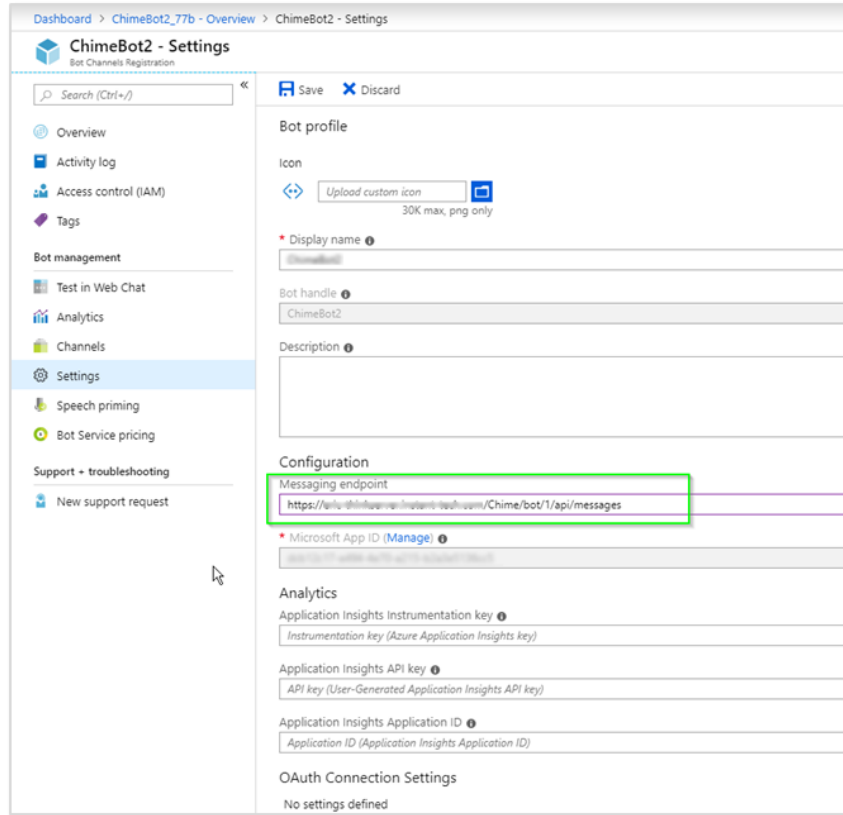 Dashboard > ChimeBot2_77b - Overview > ChimeBot2 - Settings
ChimeBot2 - Settings
Bot Channels Registration
Search (Ctrl+/)
«
Overview
Activity log
Access control (IAM)
Tags
Bot management
Test in Web Chat
Analytics
Channels
Settings
Speech priming
Bot Service pricing
Support + troubleshooting
New support request
Save Discard
Bot profile
Icon
Upload custom icon
30K max, png only
* Display name
Bot handle
ChimeBot2
Description
Configuration
Messaging endpoint
https:// /Chime/bot/1/api/messages
* Microsoft App ID (Manage)
Analytics
Application Insights Instrumentation key
Instrumentation key (Azure Application Insights key)
Application Insights API key
API key (User-Generated Application Insights API key)
Application Insights Application ID
Application ID (Application Insights Application ID)
OAuth Connection Settings
No settings defined